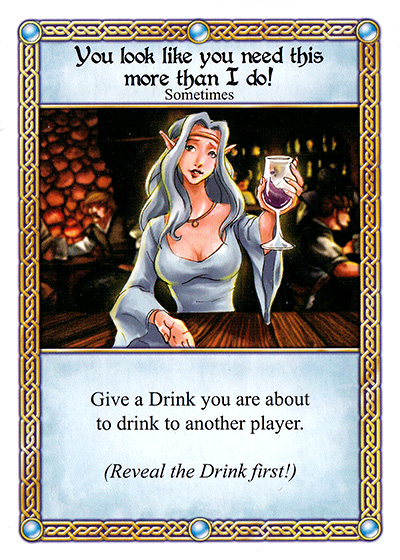 You look like you need this
more than I do!
Sometimes
Give a Drink you are about
to drink to another player.
(Reveal the Drink first!)